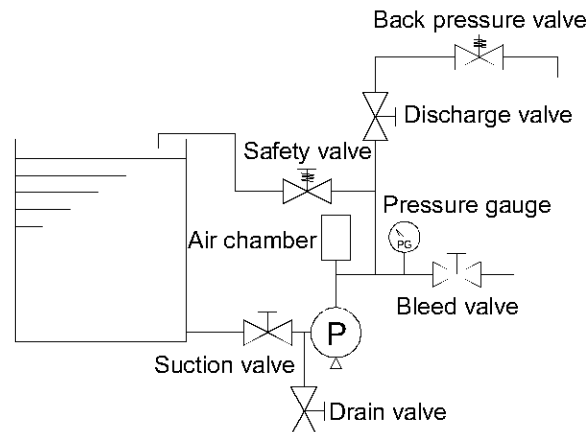 Back pressure valve
Discharge valve
Safety valve
Pressure gauge
Air chamber
PG
Bleed valve
P
Suction valve
Drain valve